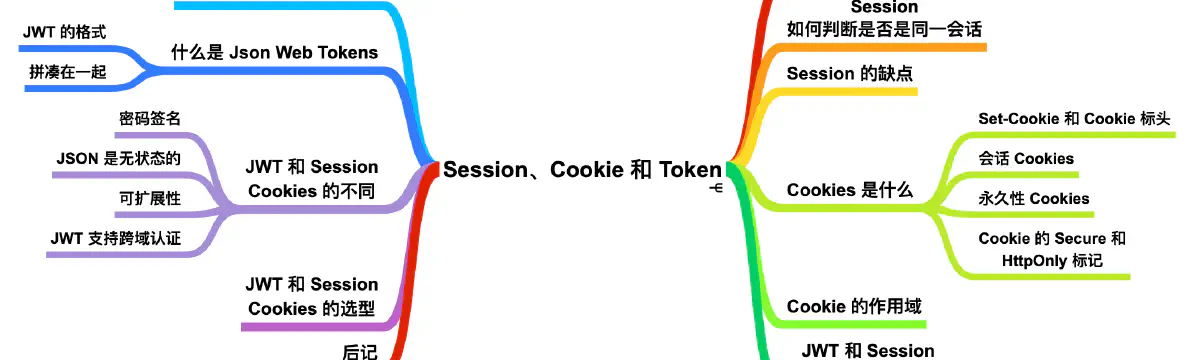 JWT 的格式
拼凑在一起
什么是 Json Web Tokens
密码签名
JSON 是无状态的
可扩展性
JWT 支持跨域认证
JWT 和 Session
Cookies 的不同
JWT 和 Session
Cookies 的选型
后记
Session、Cookie 和 Token
Session
如何判断是否是同一会话
Session 的缺点
Cookies 是什么
Set-Cookie 和 Cookie 标头
会话 Cookies
永久性 Cookies
Cookie 的 Secure 和
HttpOnly 标记
Cookie 的作用域
JWT 和 Session